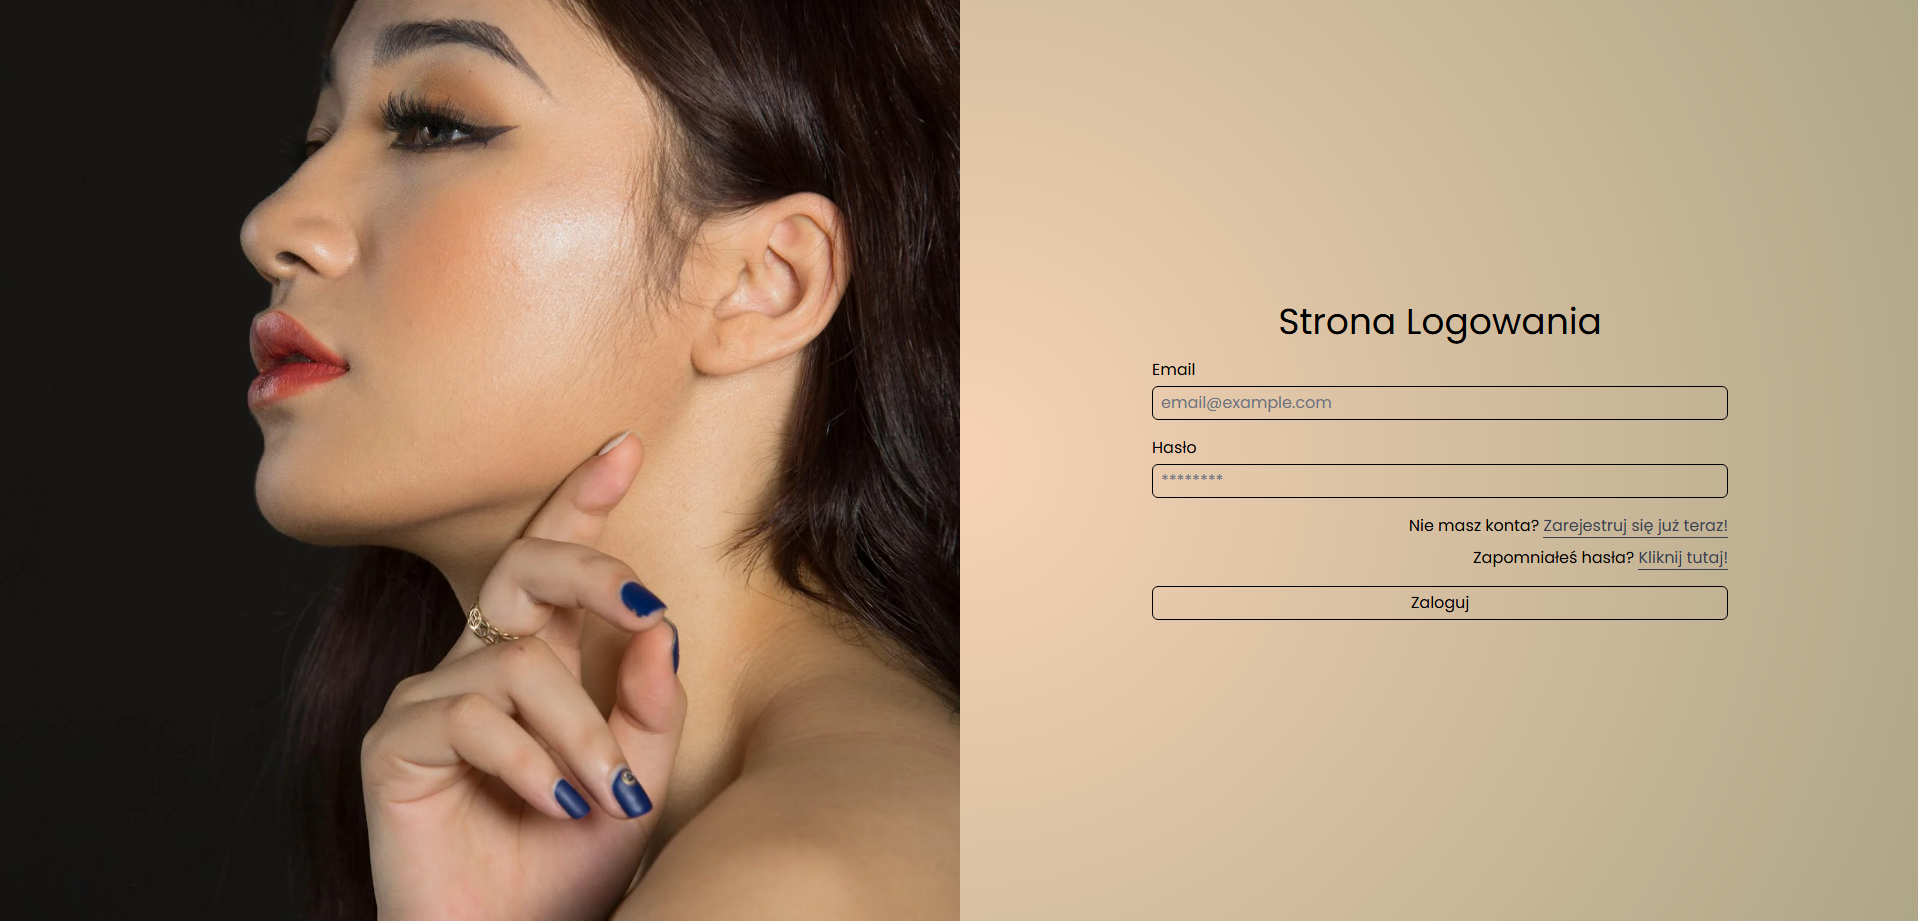 Strona Logowania
Email
email@example.com
Hasło
********
Nie masz konta? Zarejestruj się już teraz!
Zapomniałeś hasła? Kliknij tutaj!
Zaloguj